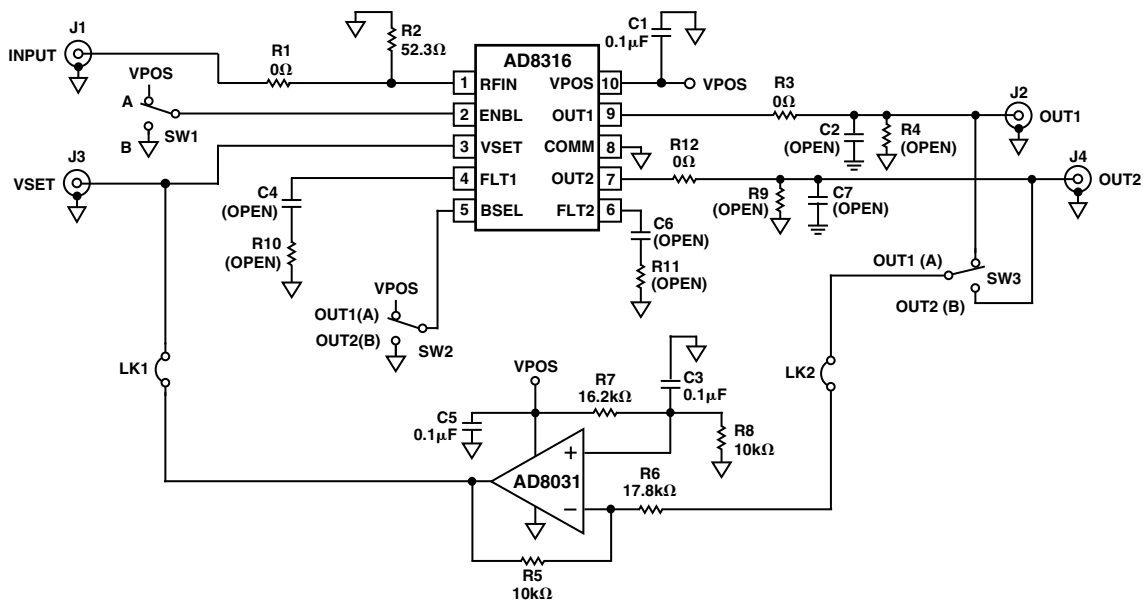 J1
INPUT
VPOS
A
B
SW1
J3
VSET
R1
0Ω
R2
52.3Ω
C4
(OPEN)
R10
(OPEN)
AD8316
1 RFIN
2 ENBL
3 VSET
4 FLT1
5 BSEL
VPOS 10
OUT1 9
COMM 8
OUT2 7
FLT2 6
C1
0.1µF
VPOS
R3
0Ω
C2
(OPEN)
R4
(OPEN)
J2
OUT1
R12
0Ω
R9
(OPEN)
C7
(OPEN)
J4
OUT2
C6
(OPEN)
R11
(OPEN)
OUT1 (A)
OUT2 (B)
SW3
VPOS
OUT1(A)
OUT2(B)
SW2
LK1
LK2
VPOS
C5
0.1µF
R7
16.2kΩ
C3
0.1µF
R8
10kΩ
+
AD8031
–
R6
17.8kΩ
R5
10kΩ